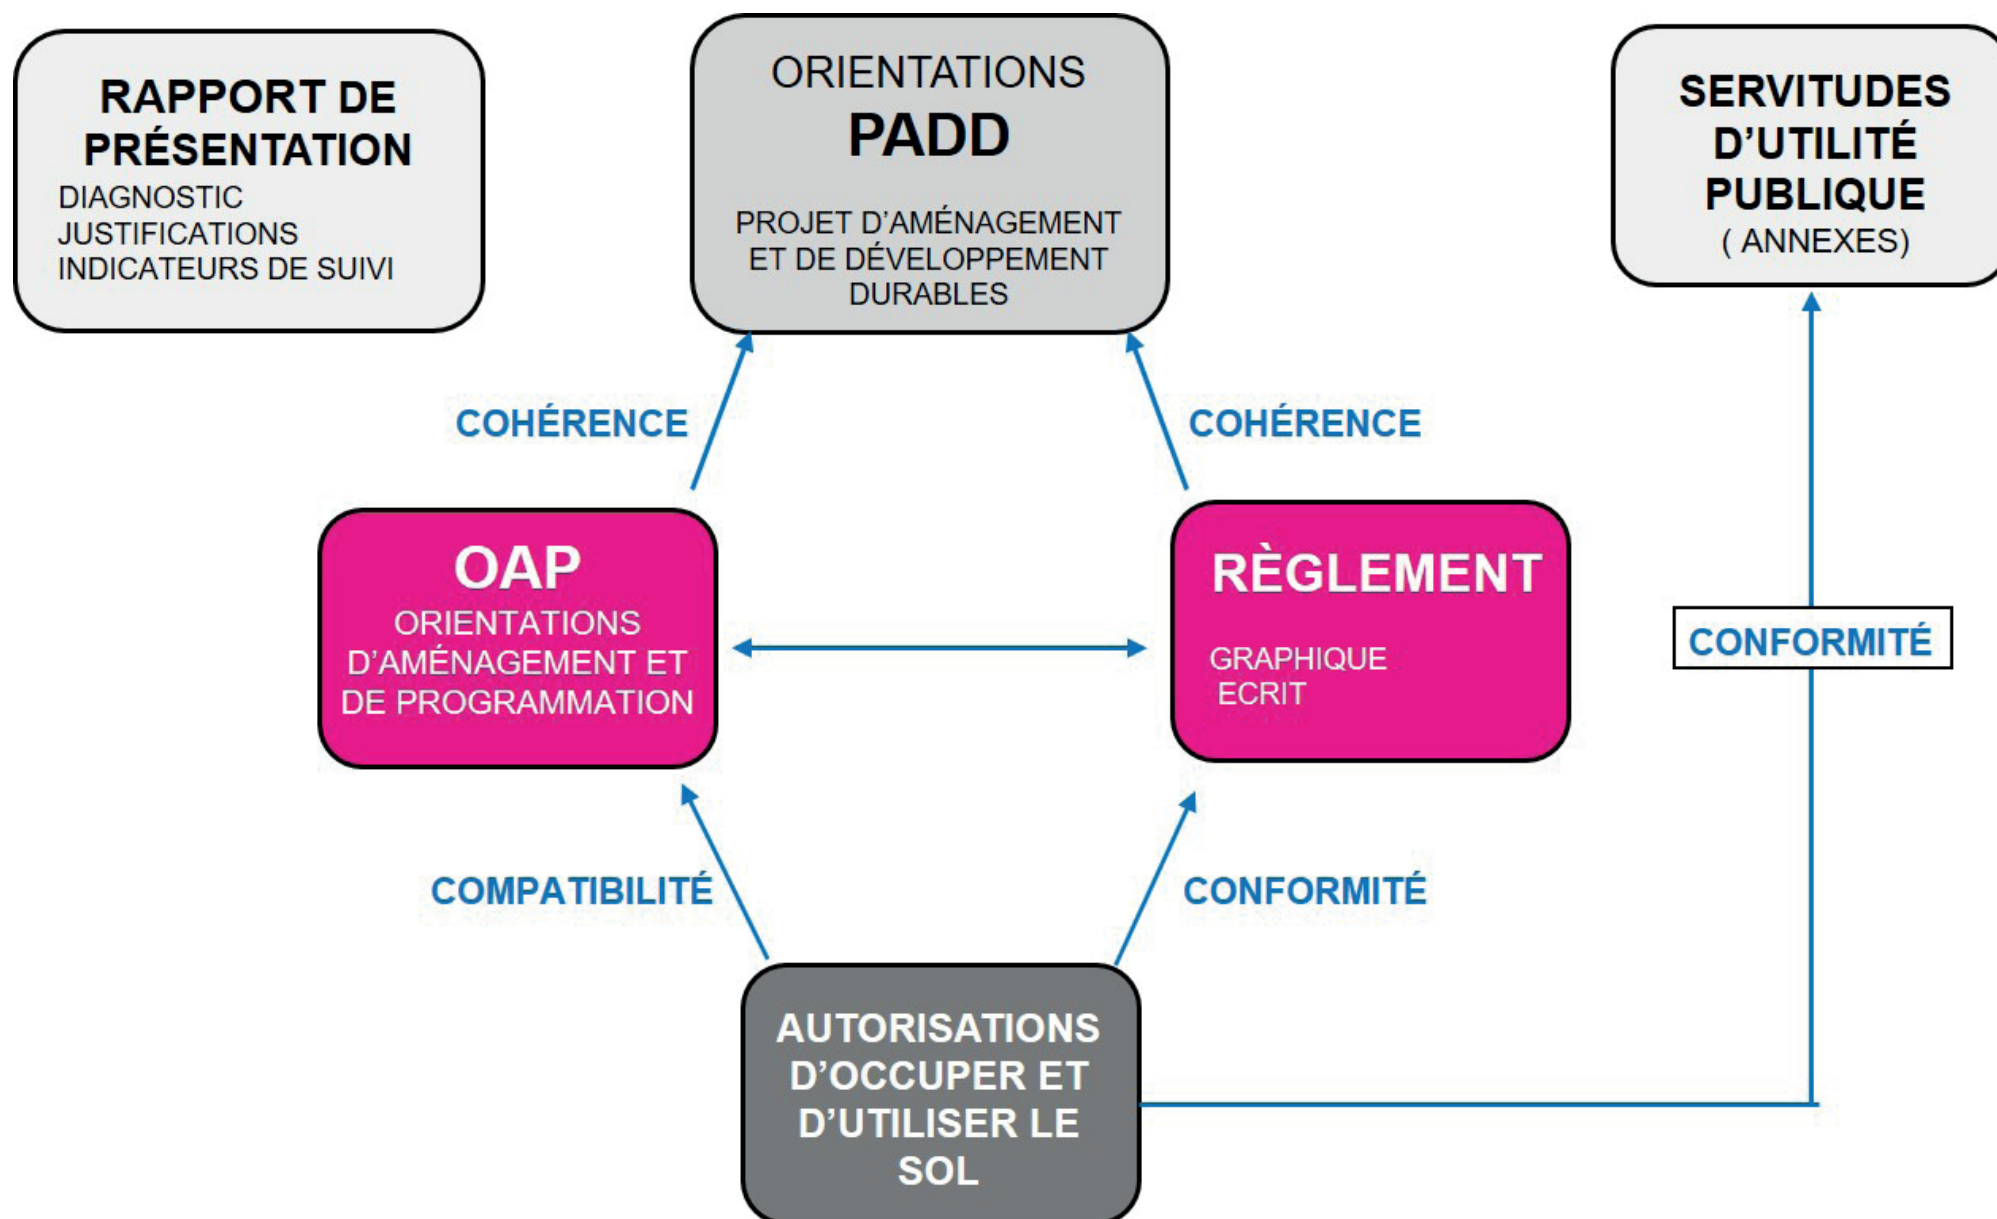 RAPPORT DE
PRÉSENTATION
DIAGNOSTIC
JUSTIFICATIONS
INDICATEURS DE SUIVI
ORIENTATIONS
PADD
PROJET D’AMÉNAGEMENT
ET DE DÉVELOPPEMENT
DURABLES
SERVITUDES
D’UTILITÉ
PUBLIQUE
( ANNEXES)
COHÉRENCE
COHÉRENCE
OAP
ORIENTATIONS
D’AMÉNAGEMENT ET
DE PROGRAMMATION
RÈGLEMENT
GRAPHIQUE
ECRIT
CONFORMITÉ
COMPATIBILITÉ
CONFORMITÉ
AUTORISATIONS
D’OCCUPER ET
D’UTILISER LE
SOL